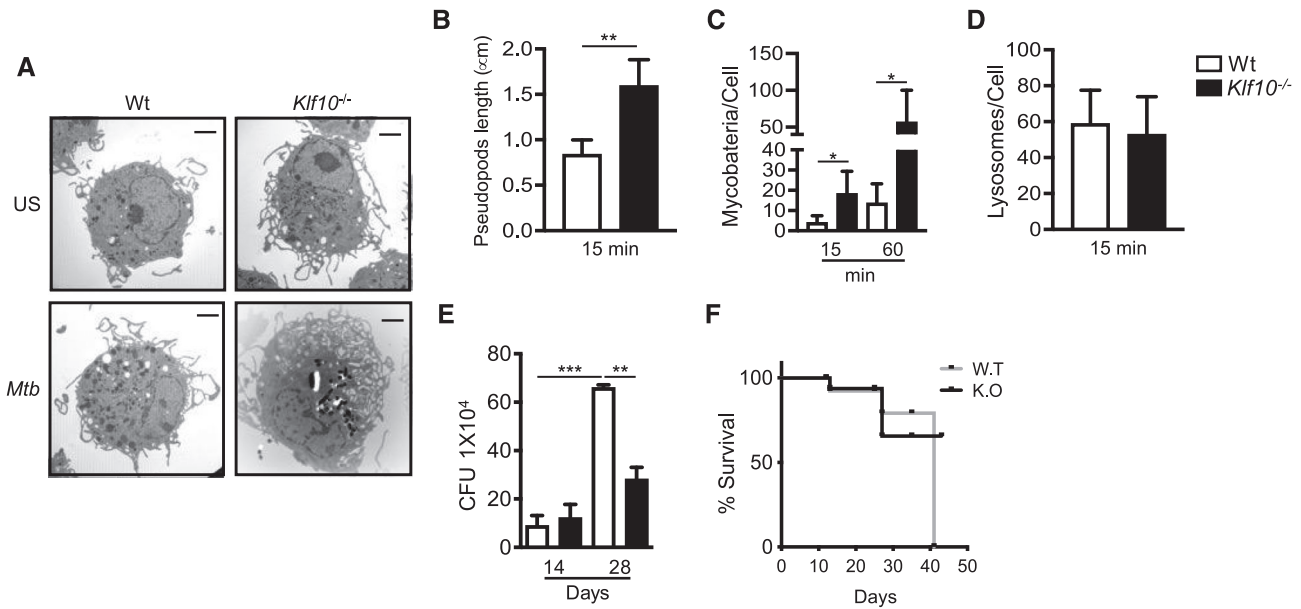 A
Wt
Klf10-/-
US
Mtb
B
**
Pseudopods length (∝m)
2.0
1.5
1.0
0.5
0.0
15 min
C
Mycobateria/Cell
150
100
50
40
30
20
10
0
*
*
15 60
min
D
Lysosomes/Cell
100
80
60
40
20
0
15 min
Wt
Klf10-/-
E
CFU 1X10⁴
80
60
40
20
0
*** **
14 28
Days
F
% Survival
100
50
0
W.T
K.O
0 10 20 30 40 50
Days